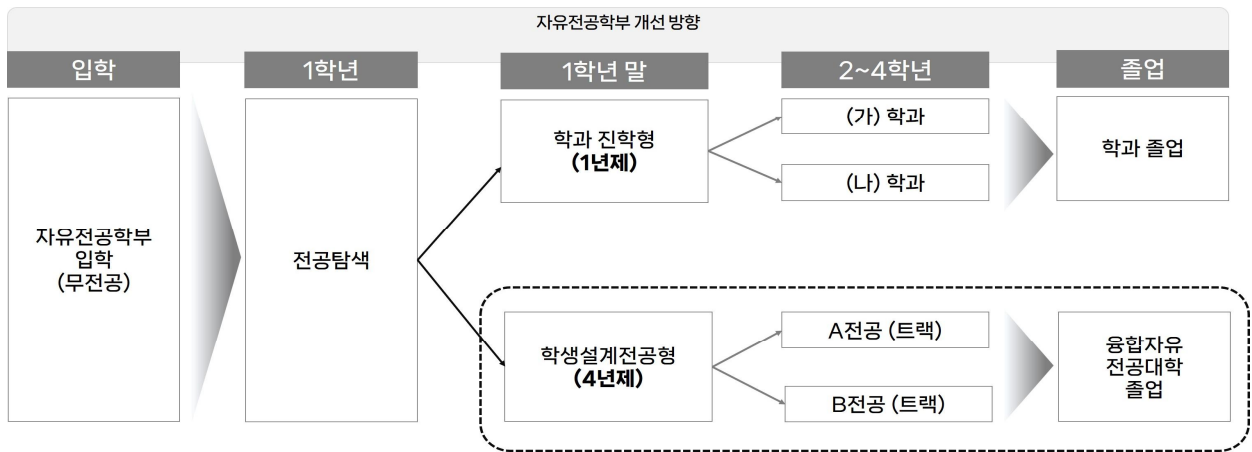 자유전공학부 개선 방향
입학
1학년
1학년 말
2~4학년
졸업
자유전공학부
입학
(무전공)
전공탐색
학과 진학형
(1년제)
(가) 학과
(나) 학과
학과 졸업
학생설계전공형
(4년제)
A전공 (트랙)
B전공 (트랙)
융합자유
전공대학
졸업